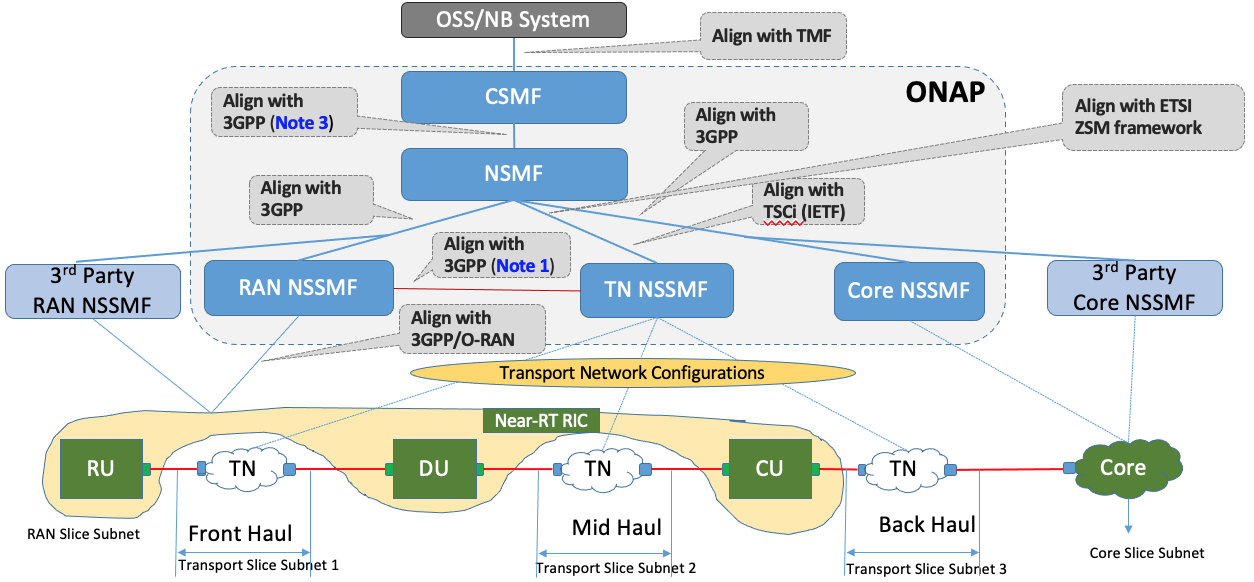 OSS/NB System
Align with TMF
ONAP
CSMF
Align with
3GPP (Note 3)
Align with
3GPP
Align with ETSI
ZSM framework
NSMF
Align with
3GPP
Align with
TSCi (IETF)
Align with
3GPP (Note 1)
3rd Party
RAN NSSMF
RAN NSSMF
TN NSSMF
Core NSSMF
3rd Party
Core NSSMF
Align with
3GPP/O-RAN
Transport Network Configurations
Near-RT RIC
RU
TN
DU
TN
CU
TN
Core
RAN Slice Subnet
Front Haul
Mid Haul
Back Haul
Transport Slice Subnet 1
Transport Slice Subnet 2
Transport Slice Subnet 3
Core Slice Subnet